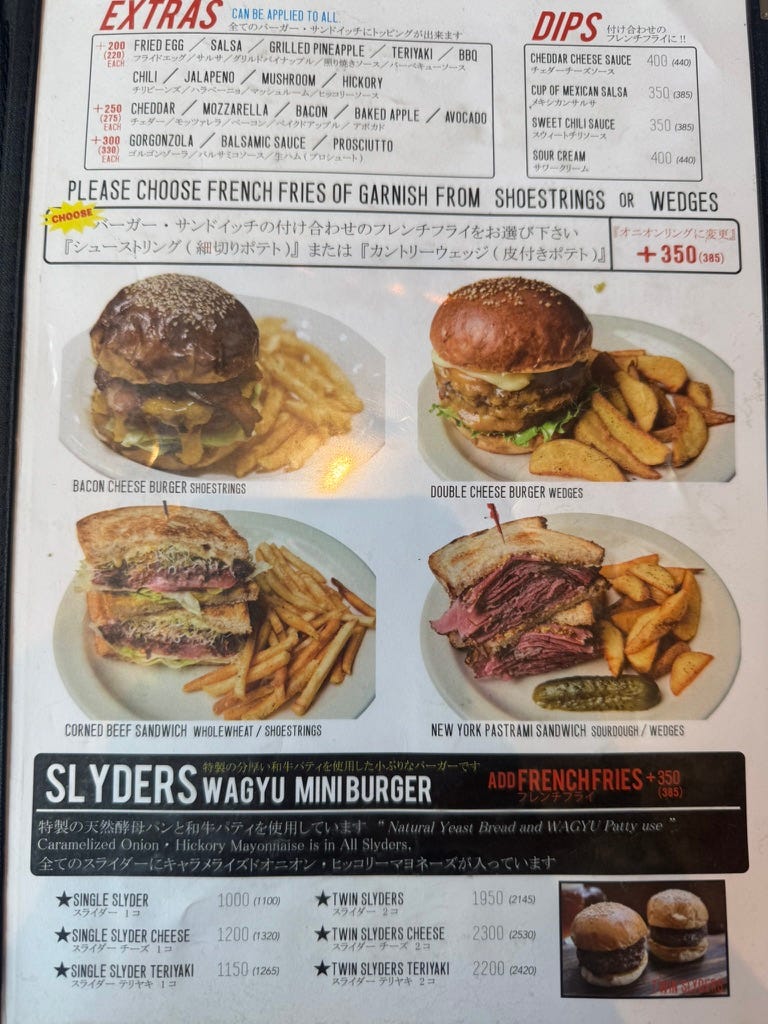 EXTRAS CAN BE APPLIED TO ALL.
全てのバーガー・サンドイッチにトッピングが出来ます
+200 (220) EACH
FRIED EGG / SALSA / GRILLED PINEAPPLE / TERIYAKI / BBQ
フライドエッグ/サルサ/グリルドパイナップル/照り焼きソース/バーベキューソース
CHILI / JALAPENO / MUSHROOM / HICKORY
チリビーンズ/ハラペーニョ/マッシュルーム/ヒッコリーソース
+250 (275) EACH
CHEDDAR / MOZZARELLA / BACON / BAKED APPLE / AVOCADO
チェダー/モッツァレラ/ベーコン/ベイクドアップル/アボカド
+300 (330) EACH
GORGONZOLA / BALSAMIC SAUCE / PROSCIUTTO
ゴルゴンゾーラ/バルサミコソース/生ハム(プロシュート)
DIPS 付け合わせの
フレンチフライに!!
CHEDDAR CHEESE SAUCE 400 (440)
チェダーチーズソース
CUP OF MEXICAN SALSA 350 (385)
メキシカンサルサ
SWEET CHILI SAUCE 350 (385)
スウィートチリソース
SOUR CREAM 400 (440)
サワークリーム
PLEASE CHOOSE FRENCH FRIES OF GARNISH FROM SHOESTRINGS OR WEDGES
CHOOSE
バーガー・サンドイッチの付け合わせのフレンチフライをお選び下さい
『シューストリング(細切りポテト)』または『カントリーウェッジ(皮付きポテト)』
『オニオンリングに変更』
+350 (385)
BACON CHEESE BURGER SHOESTRINGS
DOUBLE CHEESE BURGER WEDGES
CORNED BEEF SANDWICH WHOLEWHEAT / SHOESTRINGS
NEW YORK PASTRAMI SANDWICH SOURDOUGH / WEDGES
特製の分厚い和牛パティを使用した小ぶりなバーガーです
SLYDERS WAGYU MINI BURGER
ADD FRENCH FRIES +350
フレンチフライ (385)
特製の天然酵母パンと和牛パティを使用しています “ Natural Yeast Bread and WAGYU Patty use ”
Caramelized Onion・Hickory Mayonnaise is in All Slyders,
全てのスライダーにキャラメライズドオニオン・ヒッコリーマヨネーズが入っています
★SINGLE SLYDER 1000 (1100)
スライダー 1コ
★SINGLE SLYDER CHEESE 1200 (1320)
スライダー チーズ 1コ
★SINGLE SLYDER TERIYAKI 1150 (1265)
スライダー テリヤキ 1コ
★TWIN SLYDERS 1950 (2145)
スライダー 2コ
★TWIN SLYDERS CHEESE 2300 (2530)
スライダー チーズ 2コ
★TWIN SLYDERS TERIYAKI 2200 (2420)
スライダー テリヤキ 2コ
TWIN SLYDERS